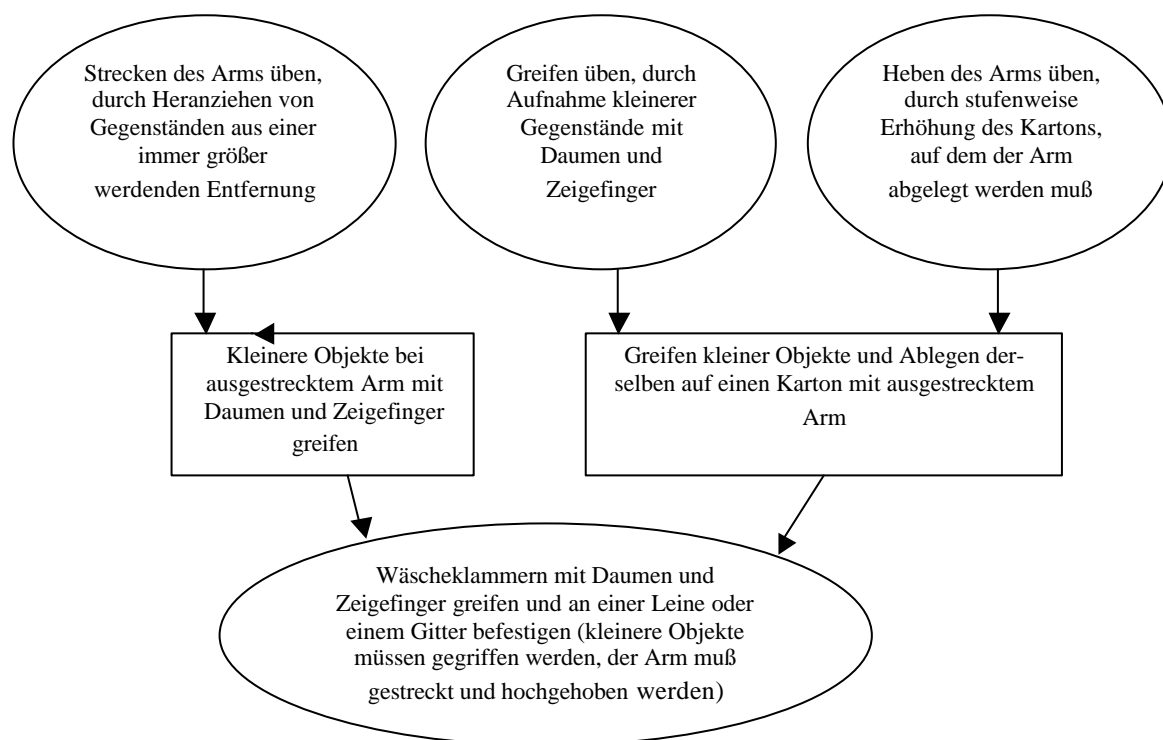 Strecken des Arms üben,
durch Heranziehen von
Gegenständen aus einer
immer größer
werdenden Entfernung
Greifen üben, durch
Aufnahme kleinerer
Gegenstände mit
Daumen und
Zeigefinger
Heben des Arms üben,
durch stufenweise
Erhöhung des Kartons,
auf dem der Arm
abgelegt werden muß
Kleinere Objekte bei
ausgestrecktem Arm mit
Daumen und Zeigefinger
greifen
Greifen kleiner Objekte und Ablegen der-
selben auf einen Karton mit ausgestrecktem
Arm
Wäscheklammern mit Daumen und
Zeigefinger greifen und an einer Leine oder
einem Gitter befestigen (kleinere Objekte
müssen gegriffen werden, der Arm muß
gestreckt und hochgehoben werden)